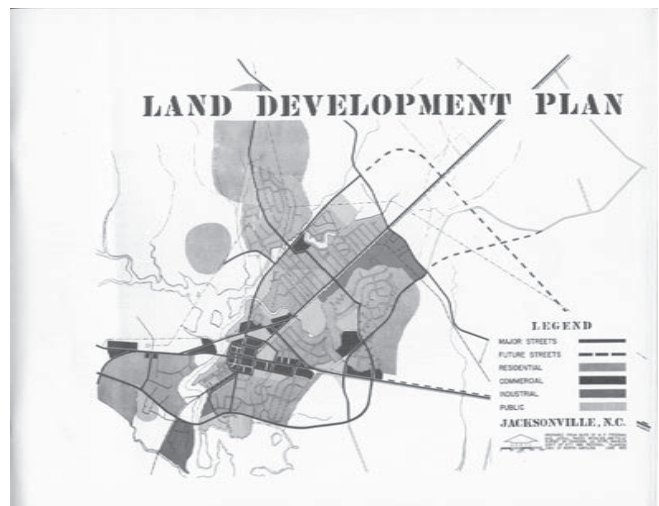 LAND DEVELOPMENT PLAN
LEGEND
MAJOR STREETS
FUTURE STREETS
RESIDENTIAL
COMMERCIAL
INDUSTRIAL
PUBLIC
JACKSONVILLE, N.C.